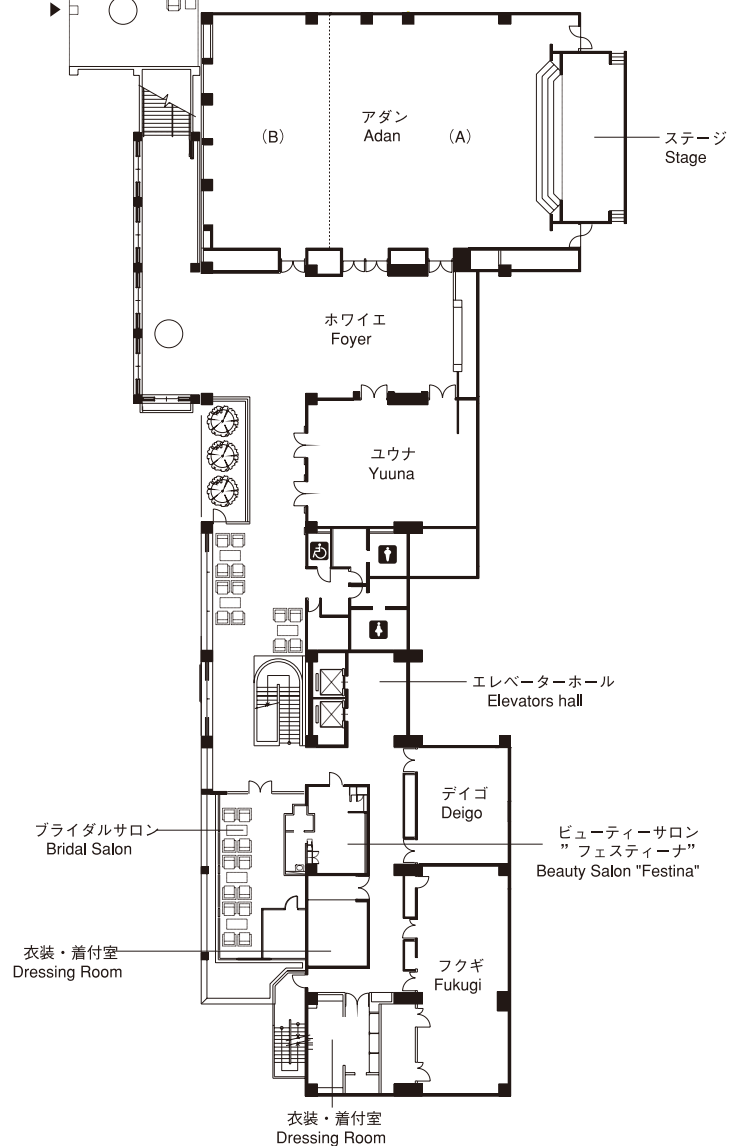 アダン
Adan
(B)
(A)
ステージ
Stage
ホワイエ
Foyer
ユウナ
Yuuna
エレベーターホール
Elevators hall
デイゴ
Deigo
ブライダルサロン
Bridal Salon
ビューティーサロン
”フェスティーナ”
Beauty Salon "Festina"
衣装・着付室
Dressing Room
フクギ
Fukugi
衣装・着付室
Dressing Room